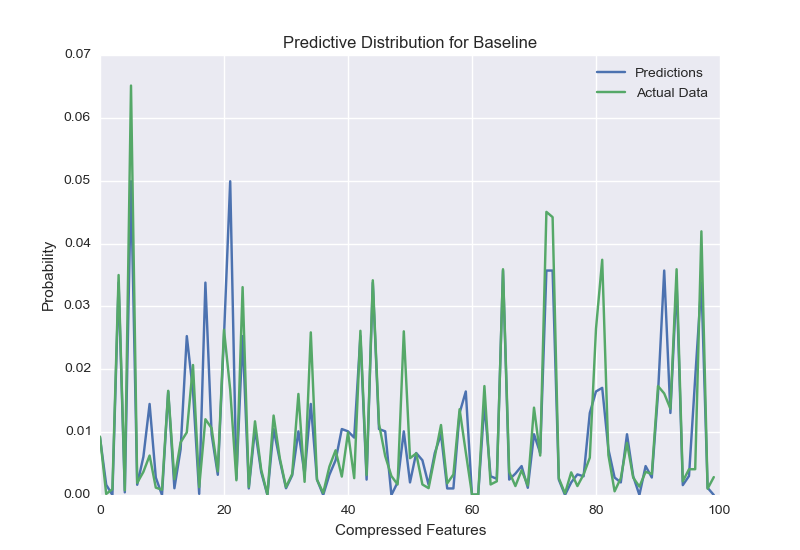 Predictive Distribution for Baseline
0.07
0.06
0.05
0.04
0.03
0.02
0.01
0.00
Probability
Predictions
Actual Data
0 20 40 60 80 100
Compressed Features